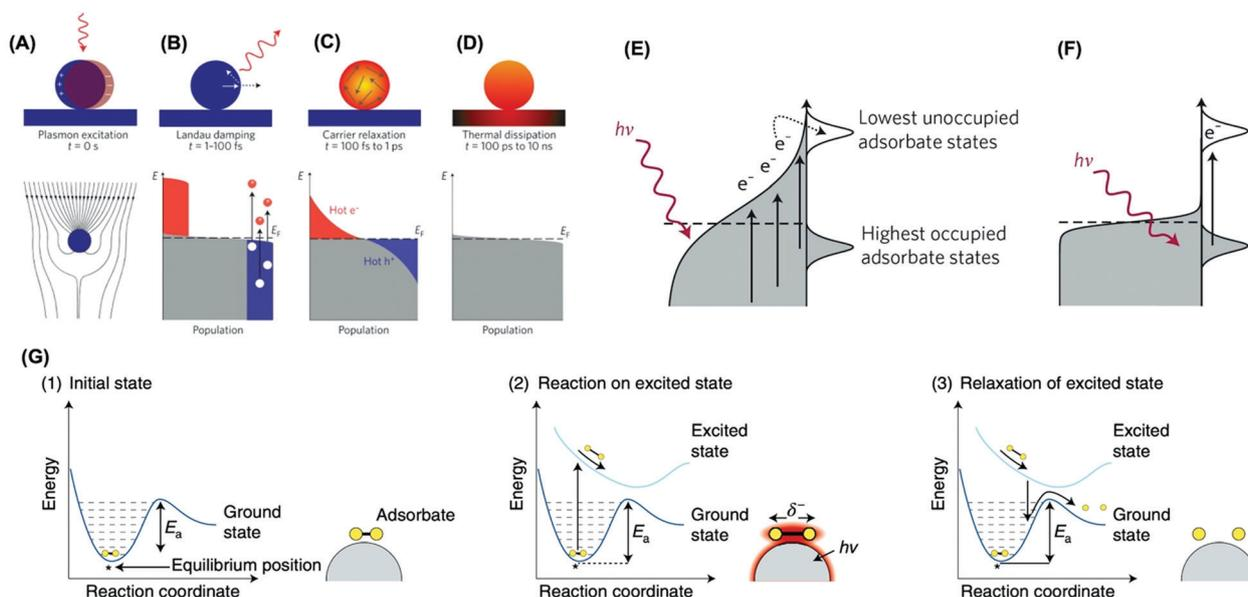 (A)
Plasmon excitation
t = 0 s
(B)
Landau damping
t = 1-100 fs
E
E_F
Population
(C)
Carrier relaxation
t = 100 fs to 1 ps
E
Hot e⁻
E_F
Hot h⁺
Population
(D)
Thermal dissipation
t = 100 ps to 10 ns
E
E_F
Population
(E)
hν
e⁻
e⁻
e⁻
Lowest unoccupied
adsorbate states
Highest occupied
adsorbate states
(F)
hν
e⁻
(G)
(1) Initial state
Energy
E_a
Ground
state
Equilibrium position
*
Reaction coordinate
Adsorbate
(2) Reaction on excited state
Energy
Excited
state
Ground
state
E_a
*
Reaction coordinate
δ⁻
hν
(3) Relaxation of excited state
Energy
Excited
state
Ground
state
E_a
*
Reaction coordinate